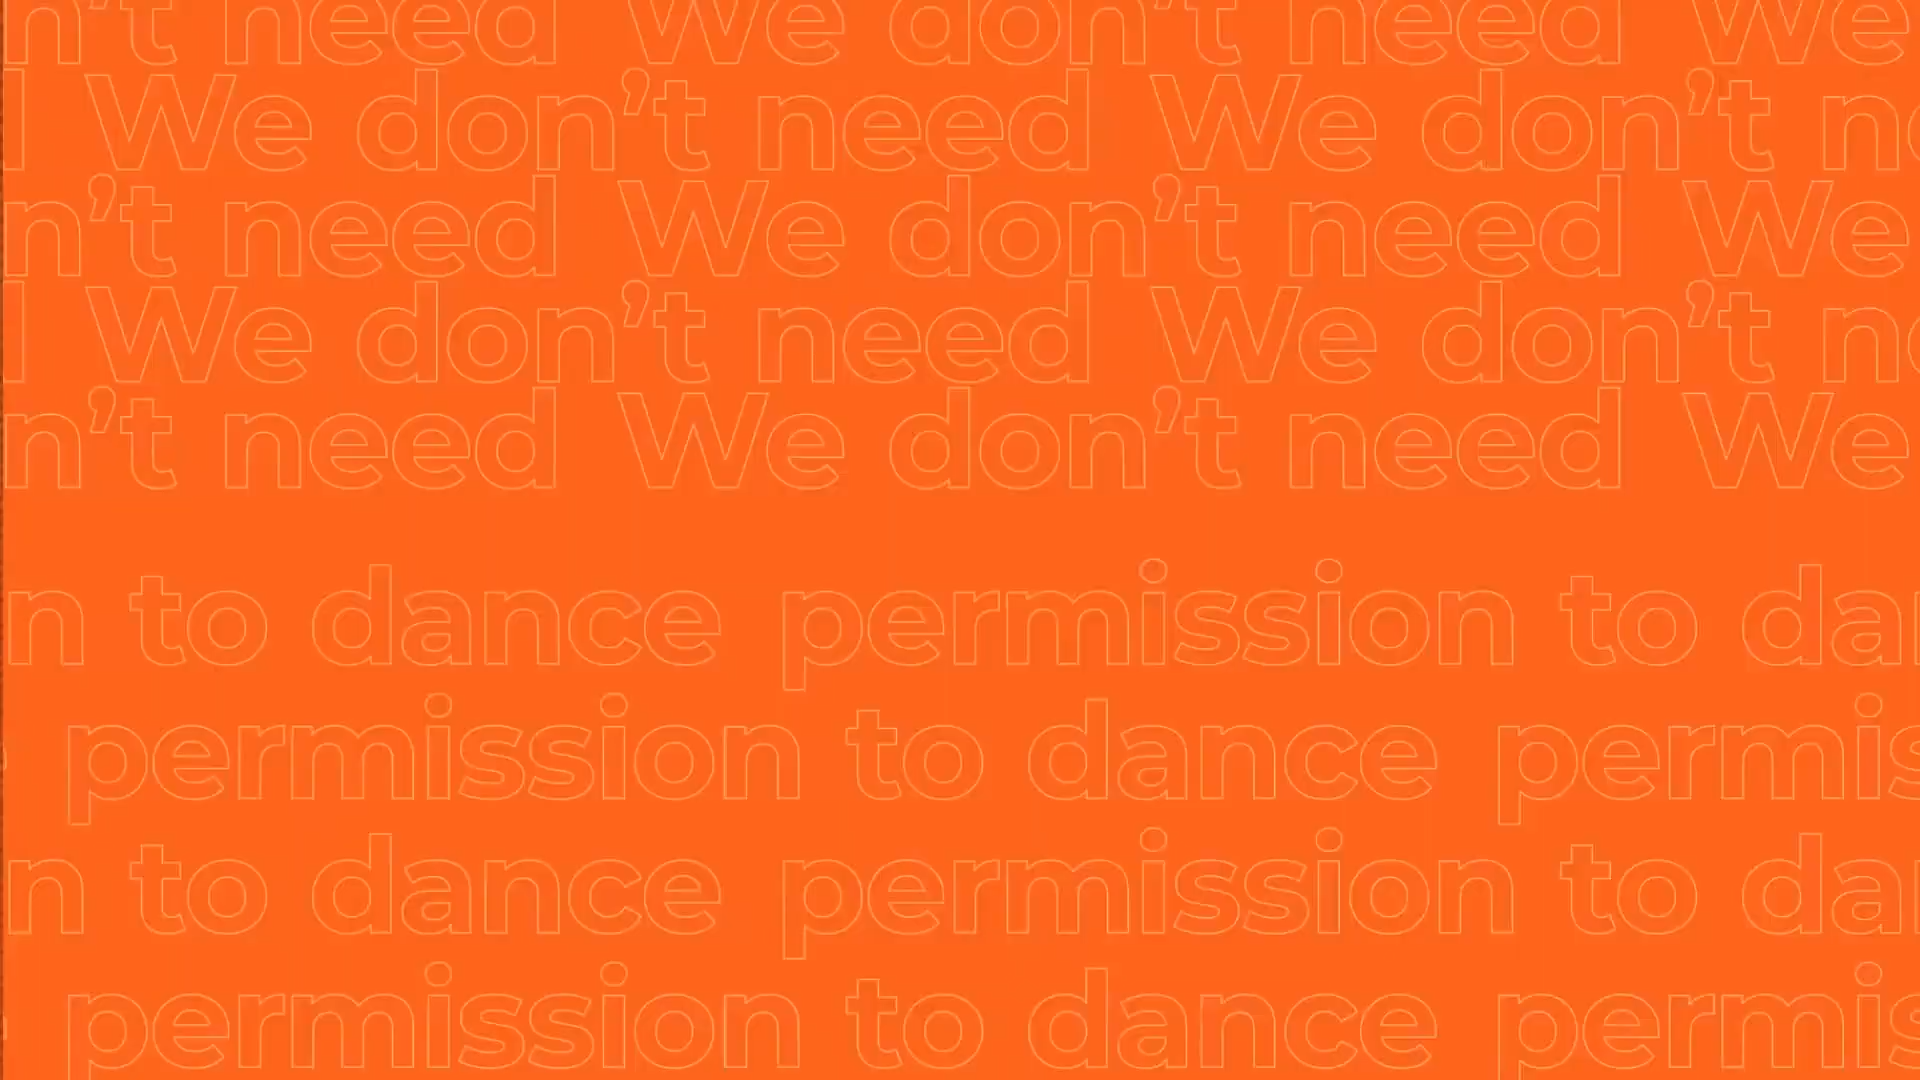 n't need We don't need We
d We don't need We don't ne
n't need We don't need We
d We don't need We don't ne
n't need We don't need We
n to dance permission to da
permission to dance permis
n to dance permission to da
permission to dance permis